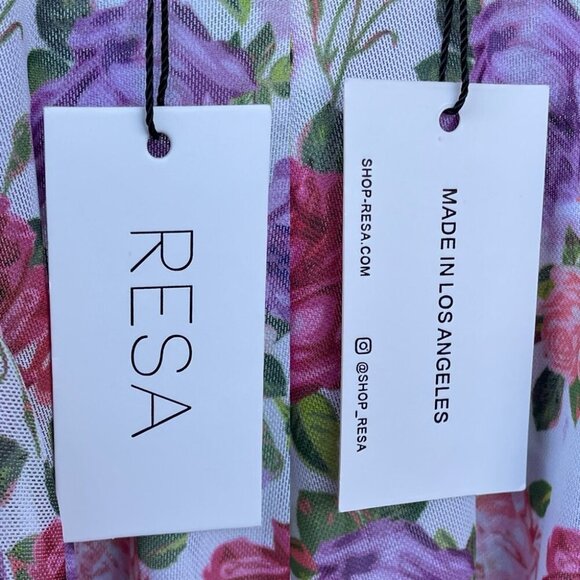 RESA
MADE IN LOS ANGELES
SHOP-RESA.COM
@SHOP_RESA